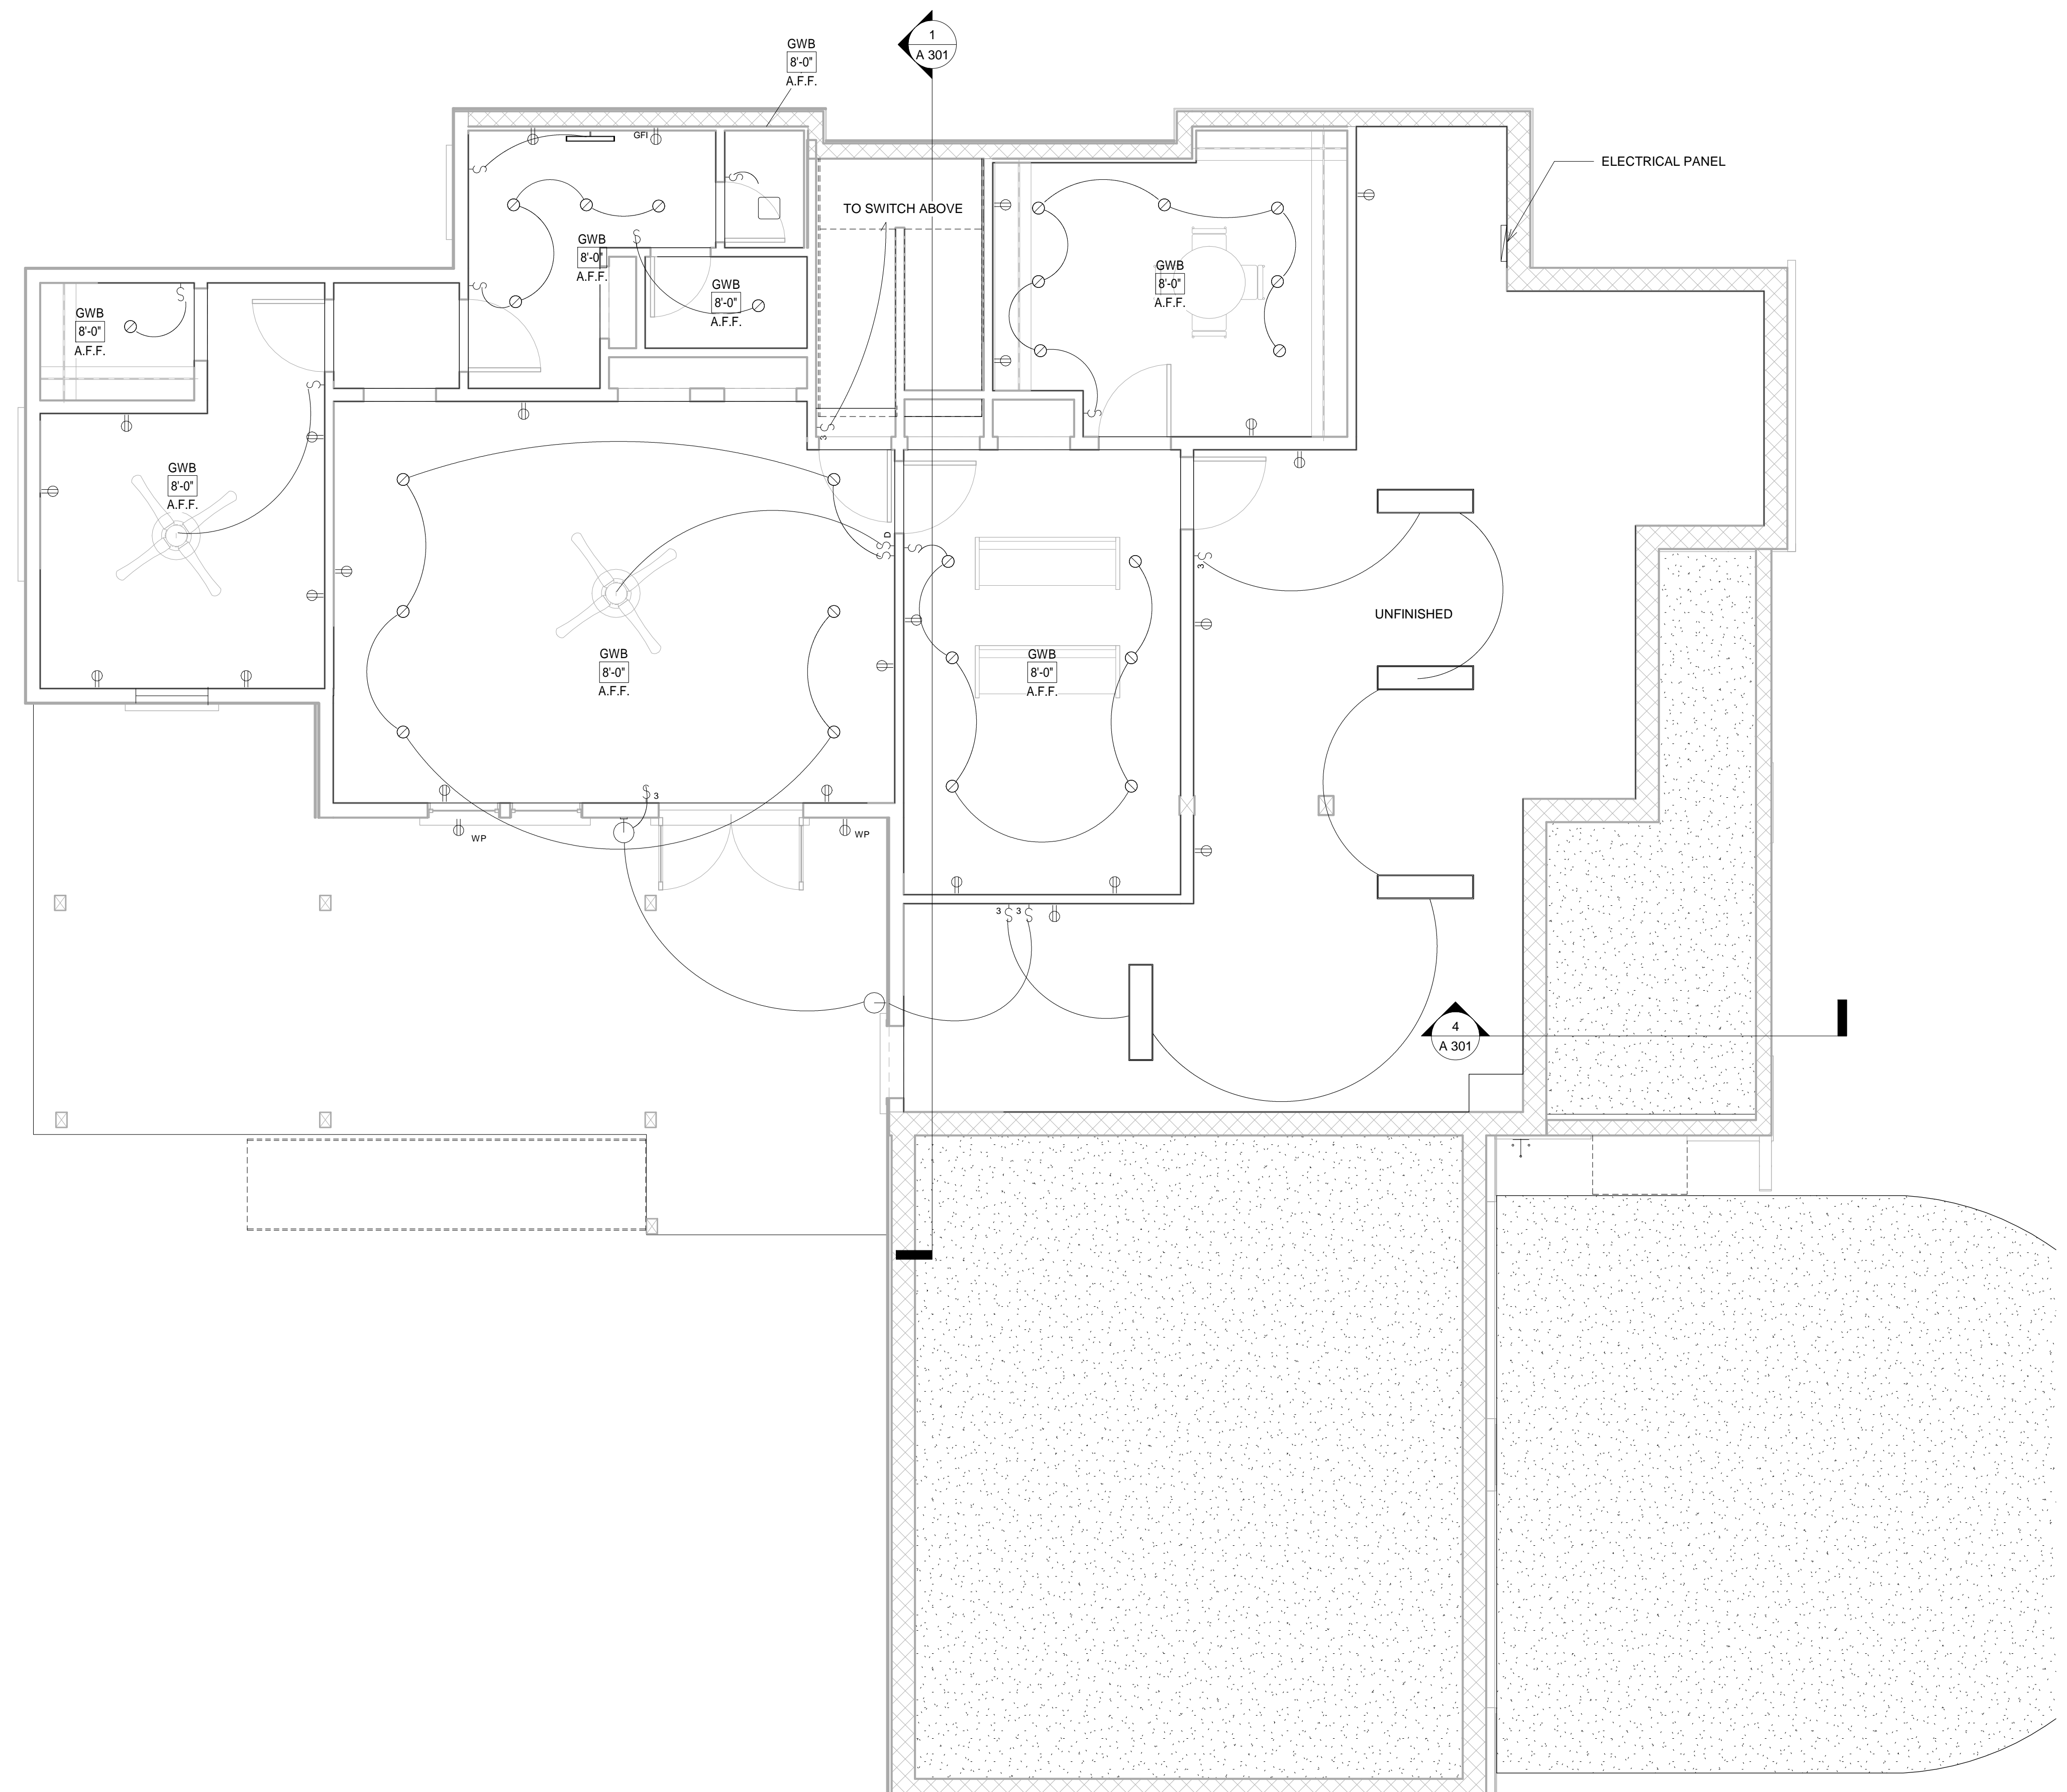 1
A 301
GWB
8'-0"
A.F.F.
GFI
ELECTRICAL PANEL
TO SWITCH ABOVE
GWB
8'-0"
A.F.F.
GWB
8'-0"
A.F.F.
GWB
8'-0"
A.F.F.
GWB
8'-0"
A.F.F.
3
GWB
8'-0"
A.F.F.
D
3
UNFINISHED
GWB
8'-0"
A.F.F.
GWB
8'-0"
A.F.F.
3
WP
WP
3
3
4
A 301